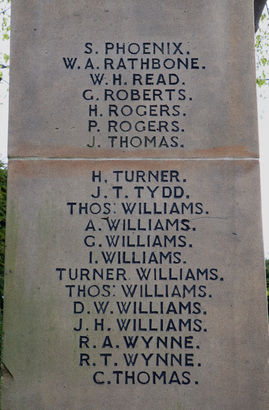 S. PHOENIX.
W. A. RATHBONE.
W. H. READ.
G. ROBERTS.
H. ROGERS.
P. ROGERS.
J. THOMAS.
H. TURNER.
J. T. TYDD.
THOS. WILLIAMS.
A. WILLIAMS.
G. WILLIAMS.
I. WILLIAMS.
TURNER WILLIAMS.
THOS. WILLIAMS.
D. W. WILLIAMS.
J. H. WILLIAMS.
R. A. WYNNE.
R. T. WYNNE.
C. THOMAS.